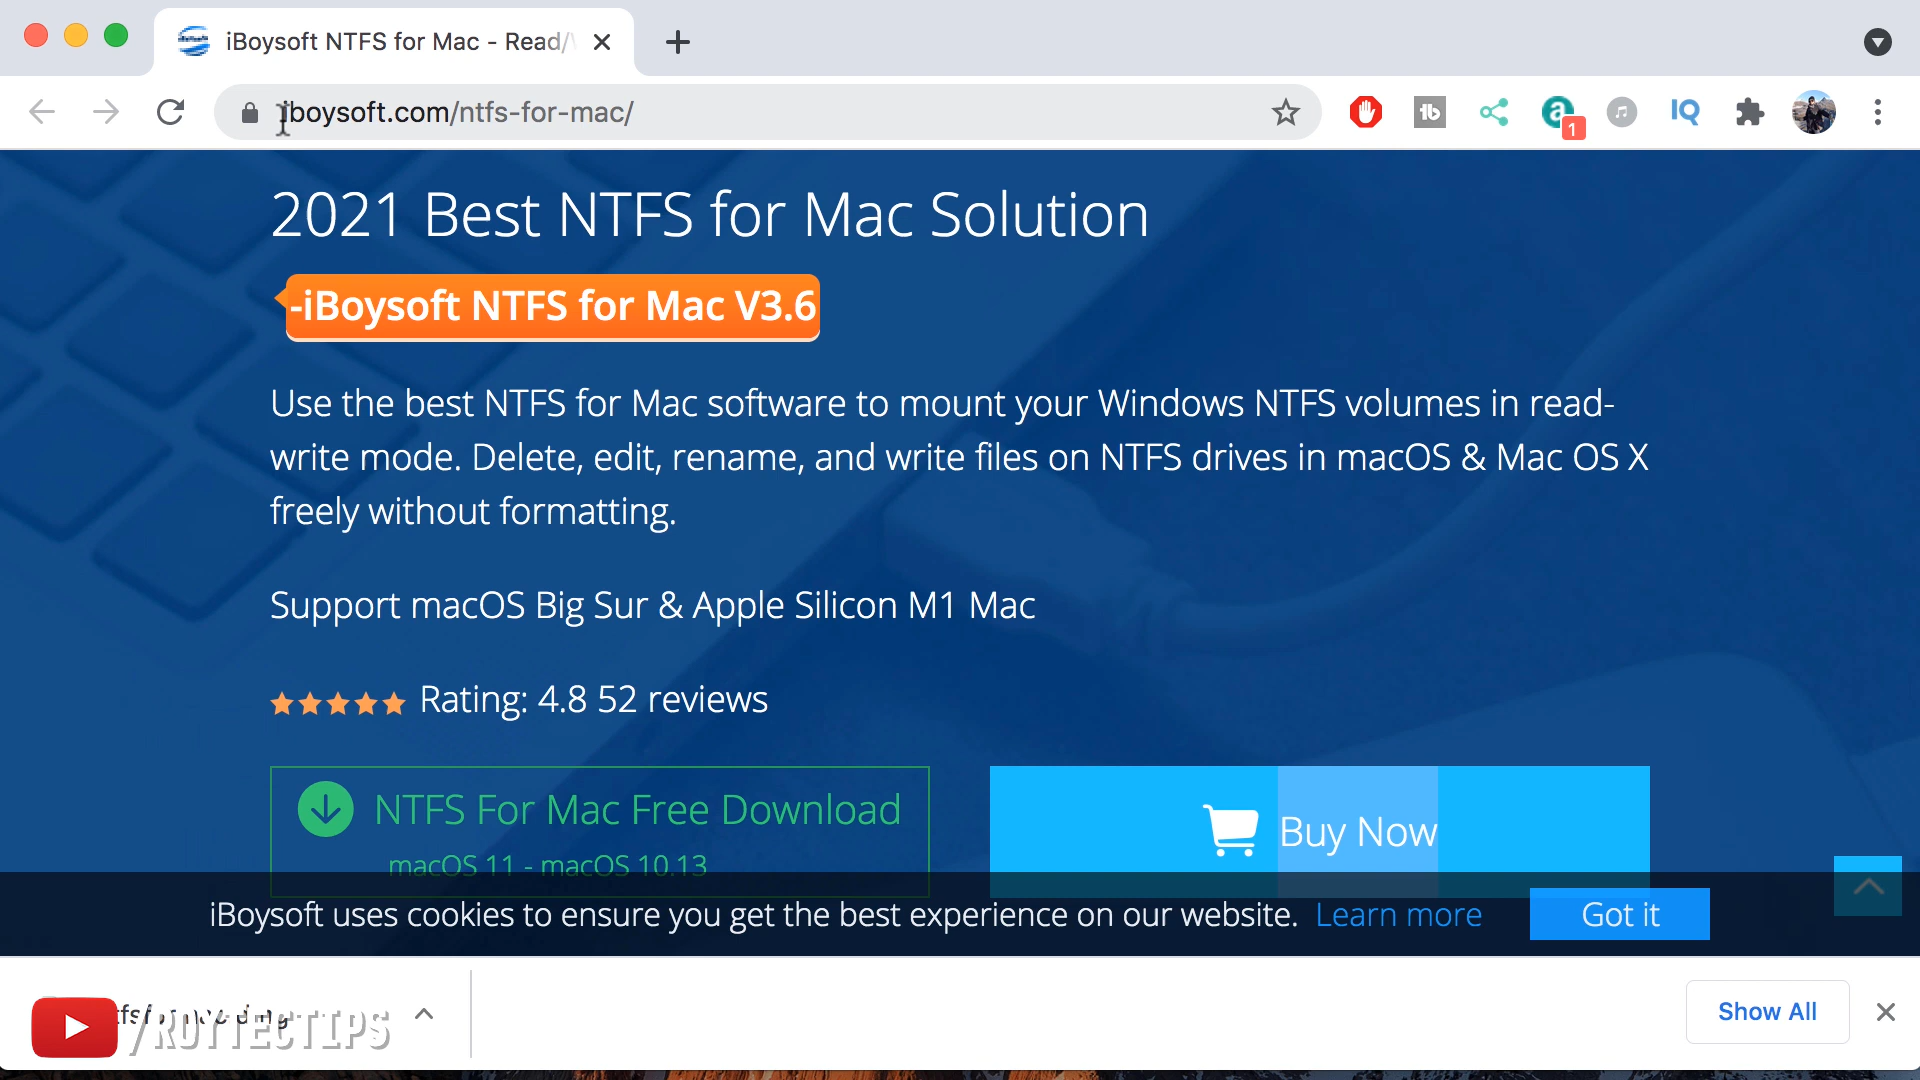 iBoysoft NTFS for Mac - Read/
iboysoft.com/ntfs-for-mac/
tb
a
1
IQ
2021 Best NTFS for Mac Solution
-iBoysoft NTFS for Mac V3.6
Use the best NTFS for Mac software to mount your Windows NTFS volumes in read-
write mode. Delete, edit, rename, and write files on NTFS drives in macOS & Mac OS X
freely without formatting.
Support macOS Big Sur & Apple Silicon M1 Mac
Rating: 4.8 52 reviews
NTFS For Mac Free Download
macOS 11 - macOS 10.13
Buy Now
iBoysoft uses cookies to ensure you get the best experience on our website. Learn more
Got it
/ROYTECTIPS
Show All